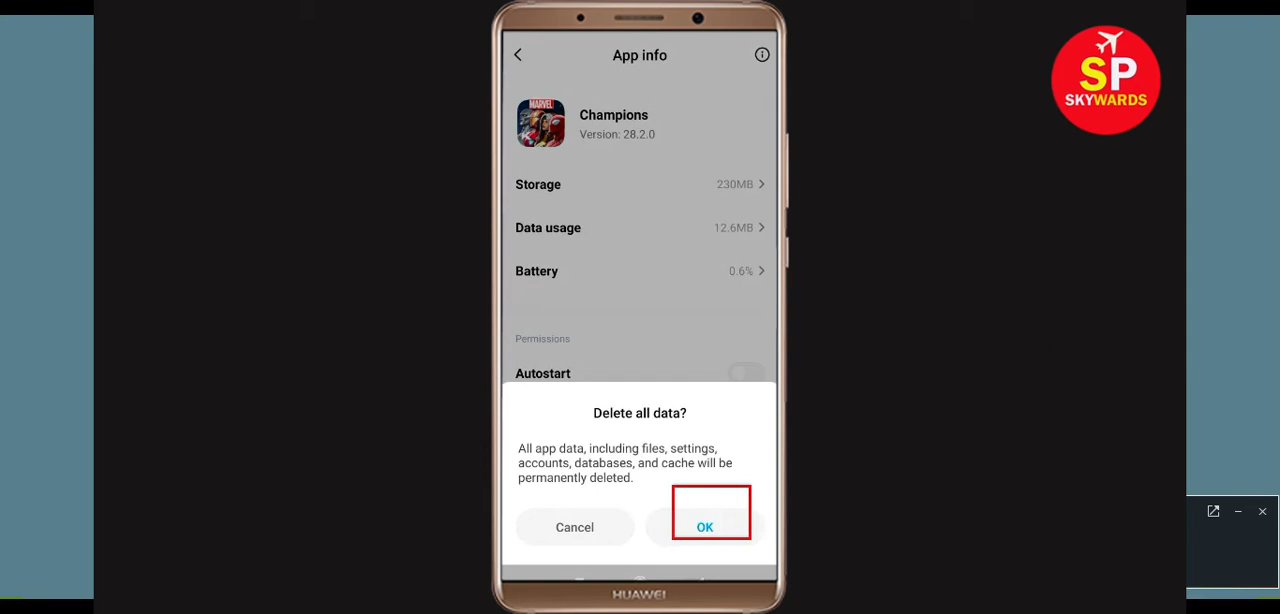 App info
SP
SKYWARDS
MARVEL
Champions
Version: 28.2.0
Storage 230MB
Data usage 12.6MB
Battery 0.6%
Permissions
Autostart
Delete all data?
All app data, including files, settings,
accounts, databases, and cache will be
permanently deleted.
Cancel OK
HUAWEI